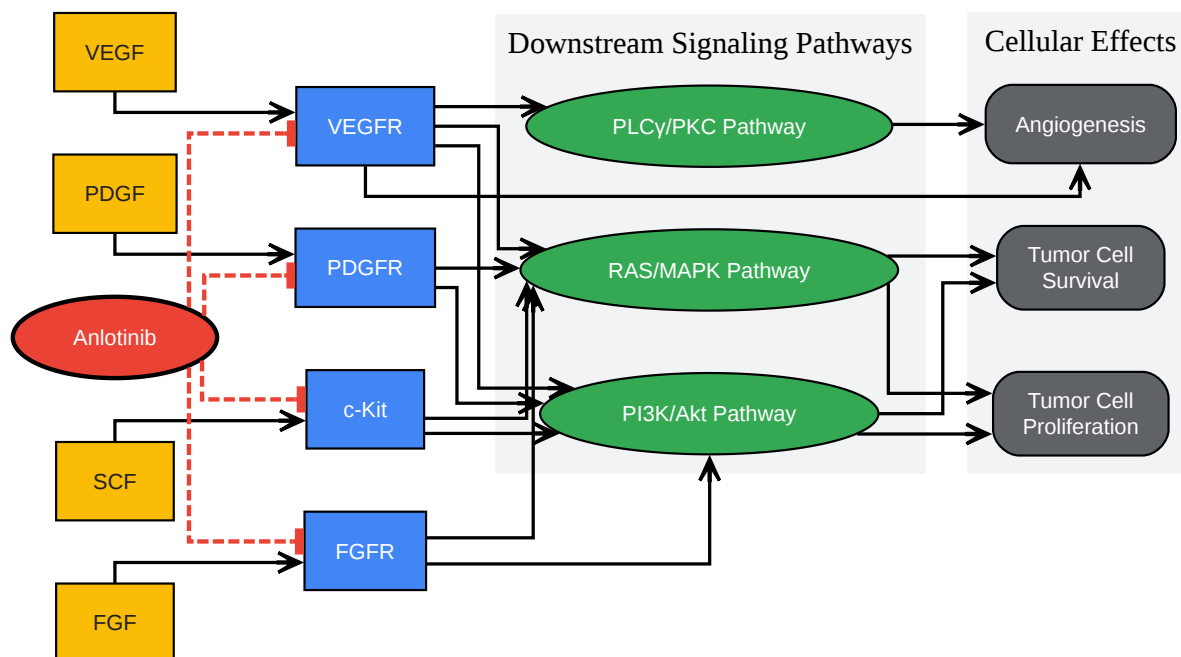 Downstream Signaling Pathways
Cellular Effects
VEGF
PDGF
Anlotinib
SCF
FGF
VEGFR
PDGFR
c-Kit
FGFR
PLCγ/PKC Pathway
RAS/MAPK Pathway
PI3K/Akt Pathway
Angiogenesis
Tumor Cell
Survival
Tumor Cell
Proliferation